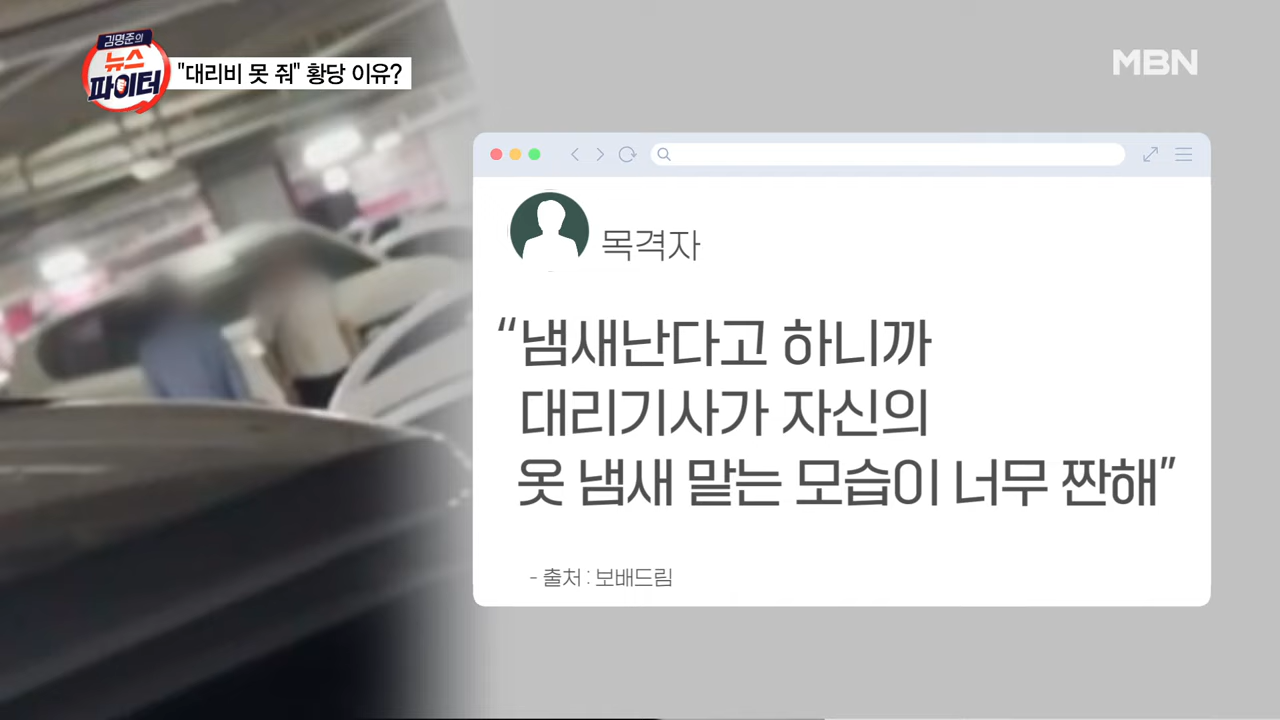 김명준의
뉴스
파이터
"대리비 못 줘" 황당 이유?
MBN
목격자
“냄새난다고 하니까
대리기사가 자신의
옷 냄새 맡는 모습이 너무 짠해”
- 출처 : 보배드림